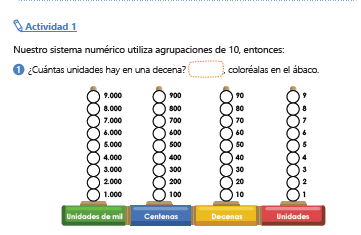 Actividad 1
Nuestro sistema numérico utiliza agrupaciones de 10, entonces:
1 ¿Cuántas unidades hay en una decena? , coloréalas en el ábaco.
9.000 900 90 9
8.000 800 80 8
7.000 700 70 7
6.000 600 60 6
5.000 500 50 5
4.000 400 40 4
3.000 300 30 3
2.000 200 20 2
1.000 100 10 1
Unidades de mil Centenas Decenas Unidades